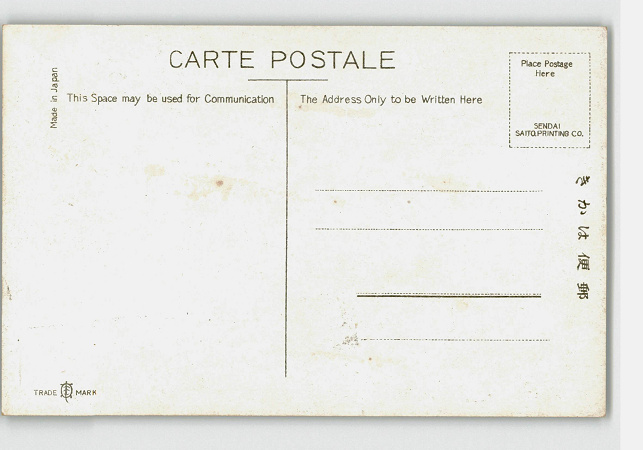 CARTE POSTALE
Made in Japan
This Space may be used for Communication
The Address Only to be Written Here
Place Postage
Here
SENDAI
SAITO.PRINTING CO.
きかは便郵
TRADE MARK